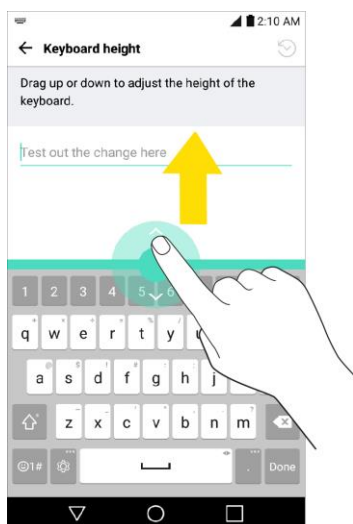 2:10 AM
Keyboard height
Drag up or down to adjust the height of the
keyboard.
Test out the change here
1 2 3 4 5 6
q w e r t y u
a s d f g h j
z x c v b n m
1# . Done